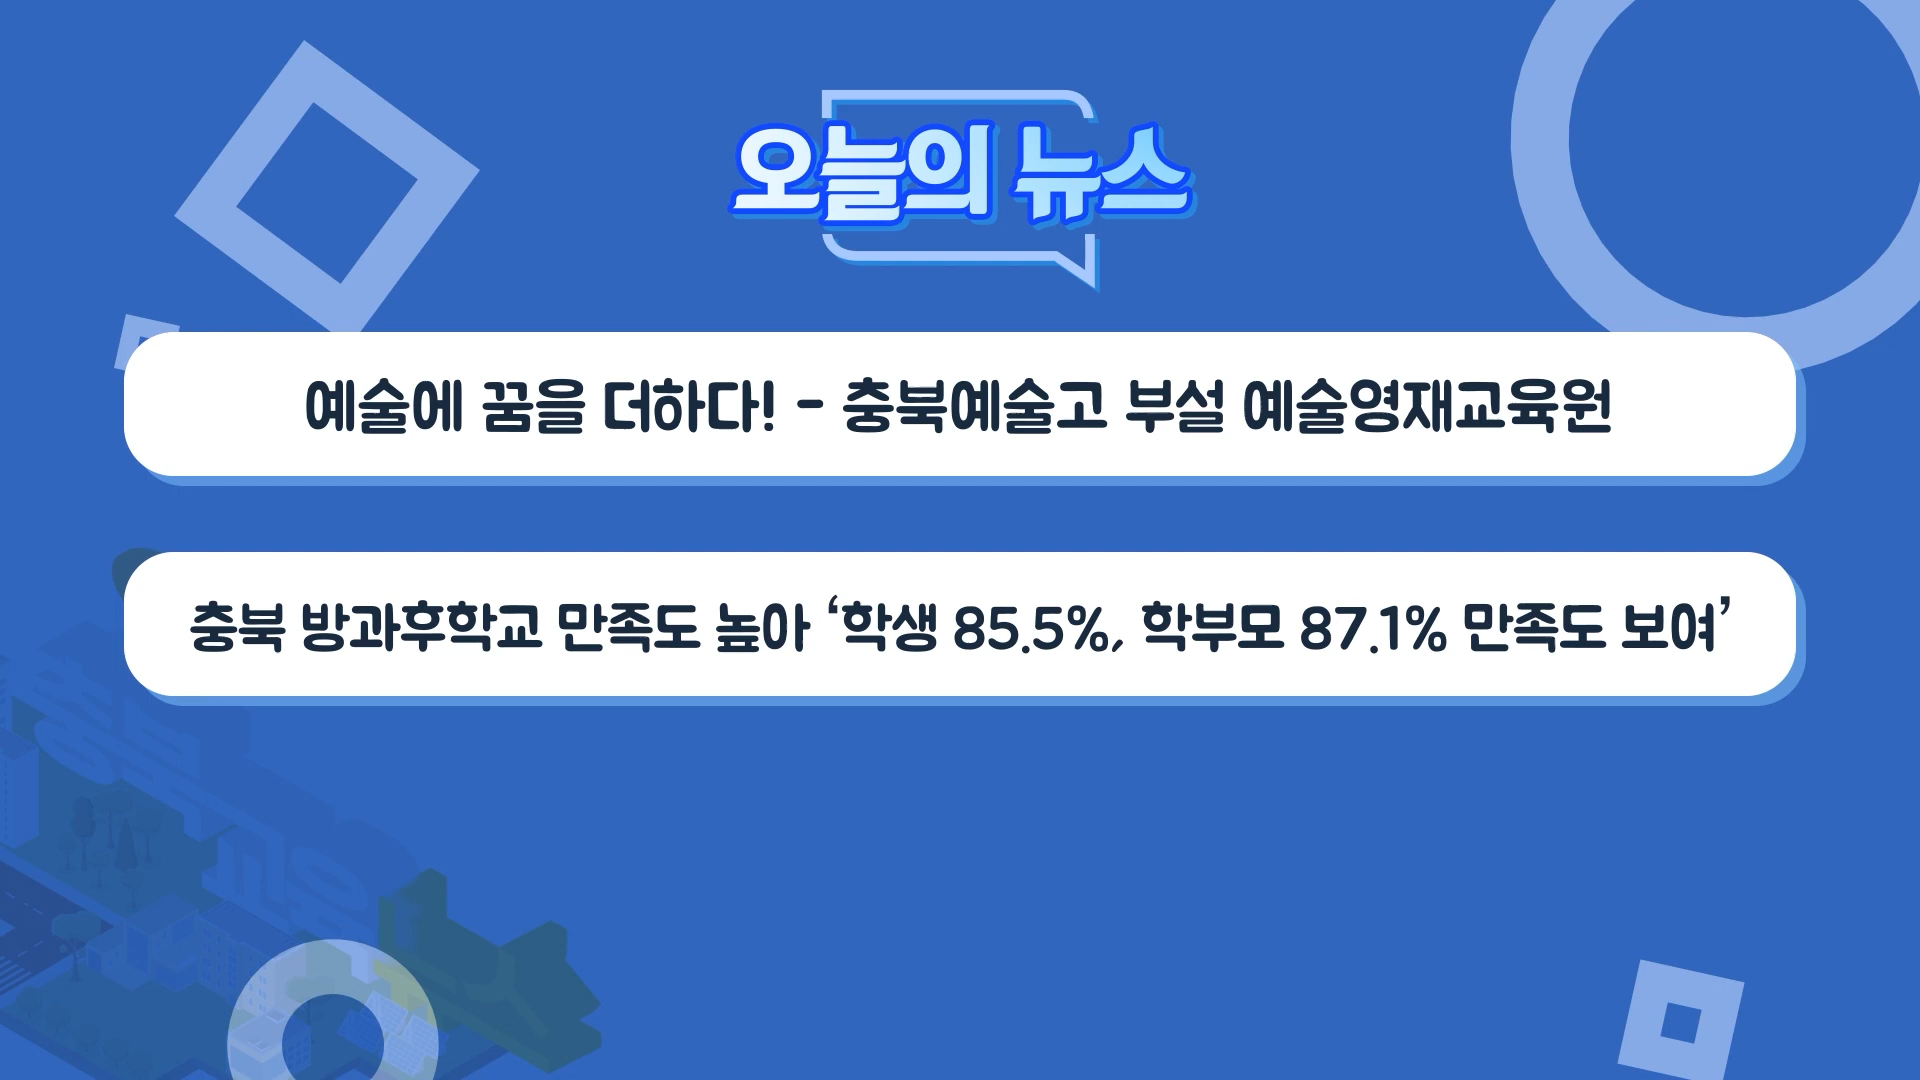 오늘의 뉴스
예술에 꿈을 더하다! - 충북예술고 부설 예술영재교육원
충북 방과후학교 만족도 높아 ‘학생 85.5%, 학부모 87.1% 만족도 보여’